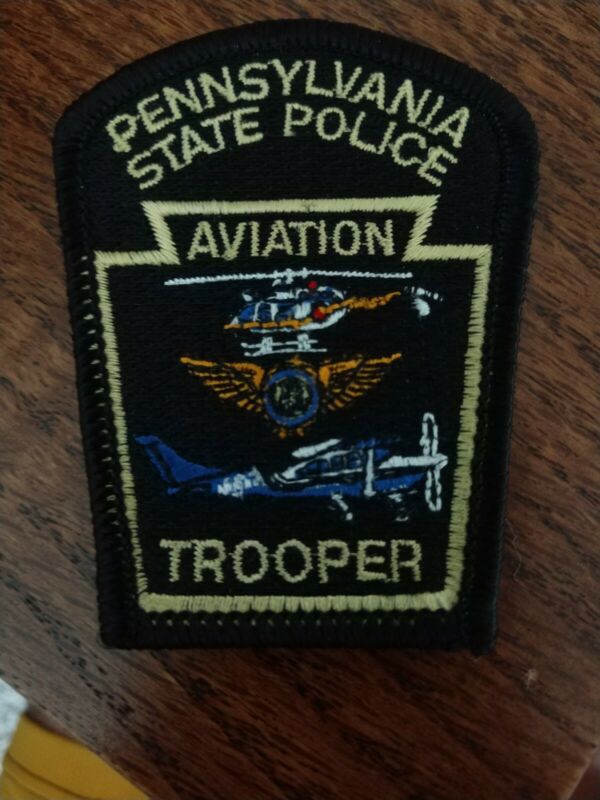 PENNSYLVANIA
STATE POLICE
AVIATION
TROOPER